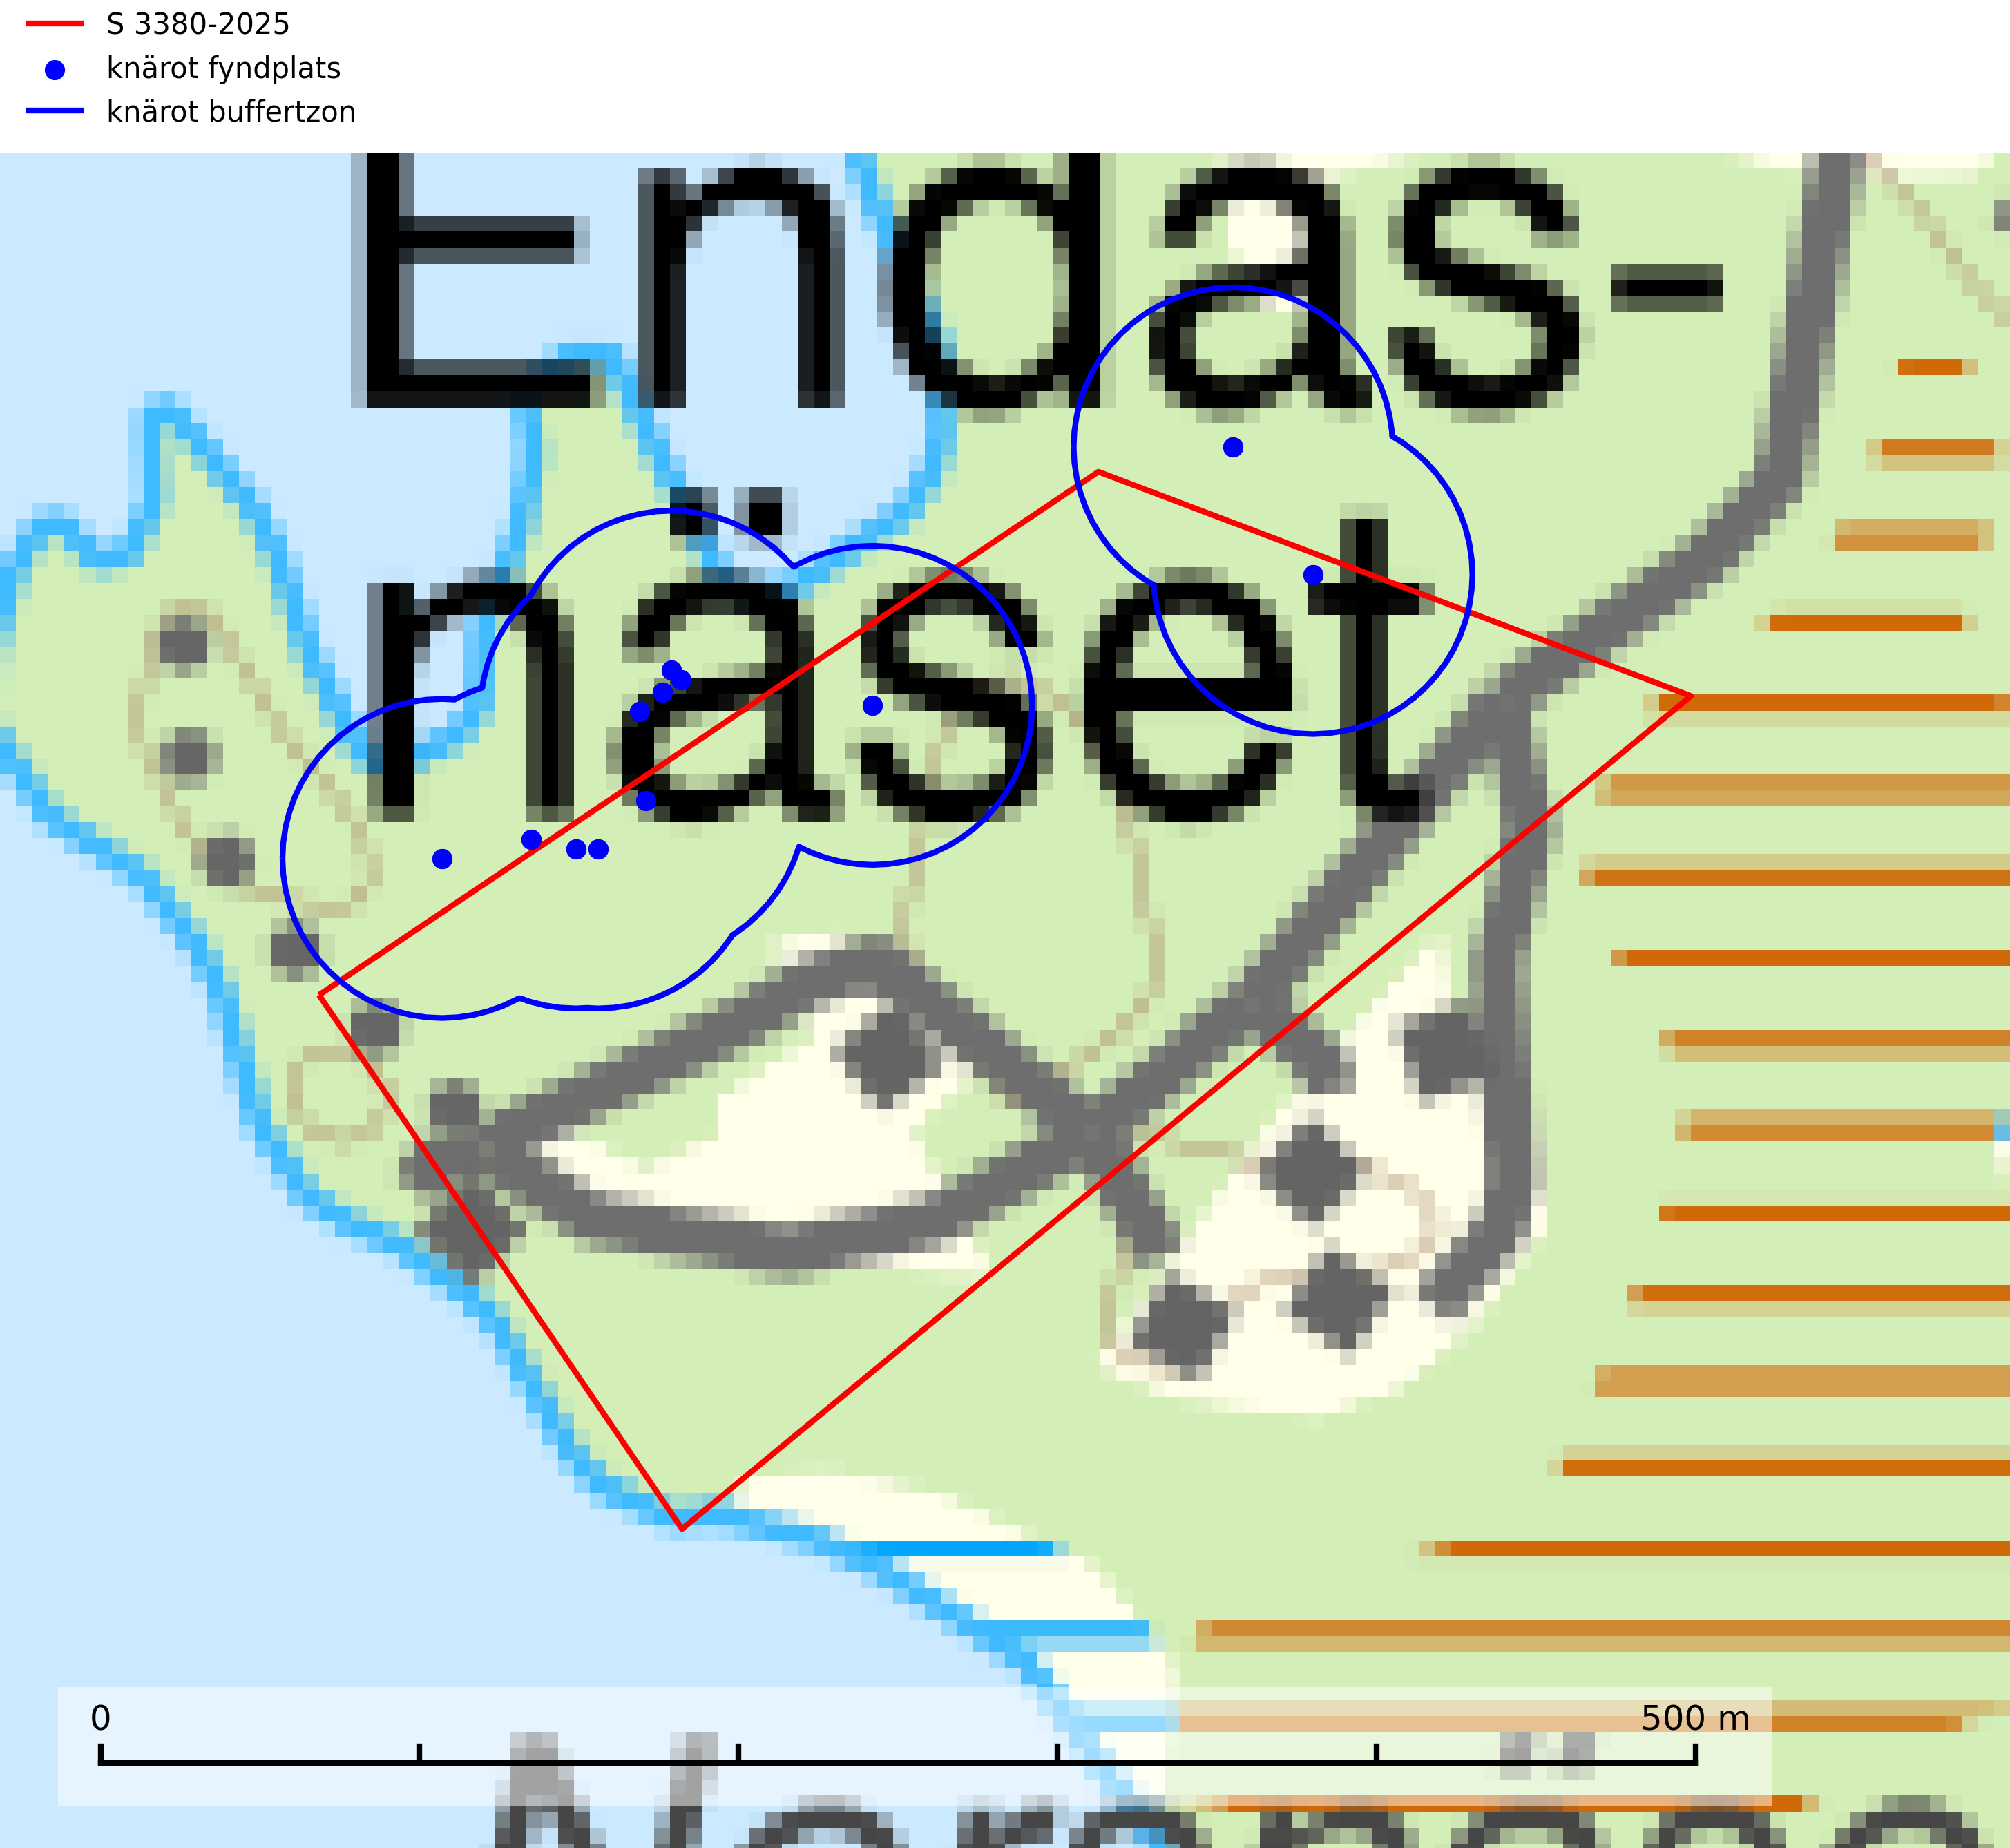 S 3380-2025
knärot fyndplats
knärot buffertzon
Endas-
näset
0 500 m